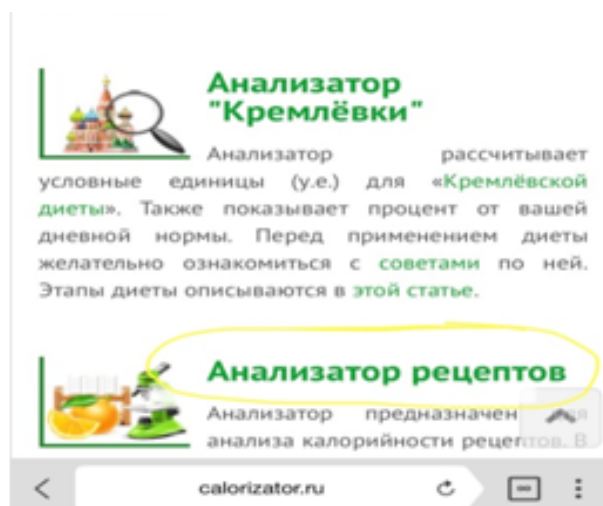 Анализатор
"Кремлёвки"
Анализатор рассчитывает
условные единицы (у.е.) для «Кремлёвской
диеты». Также показывает процент от вашей
дневной нормы. Перед применением диеты
желательно ознакомиться с советами по ней.
Этапы диеты описываются в этой статье.
Анализатор рецептов
Анализатор предназначен
анализа калорийности рецептов. В
calorizator.ru